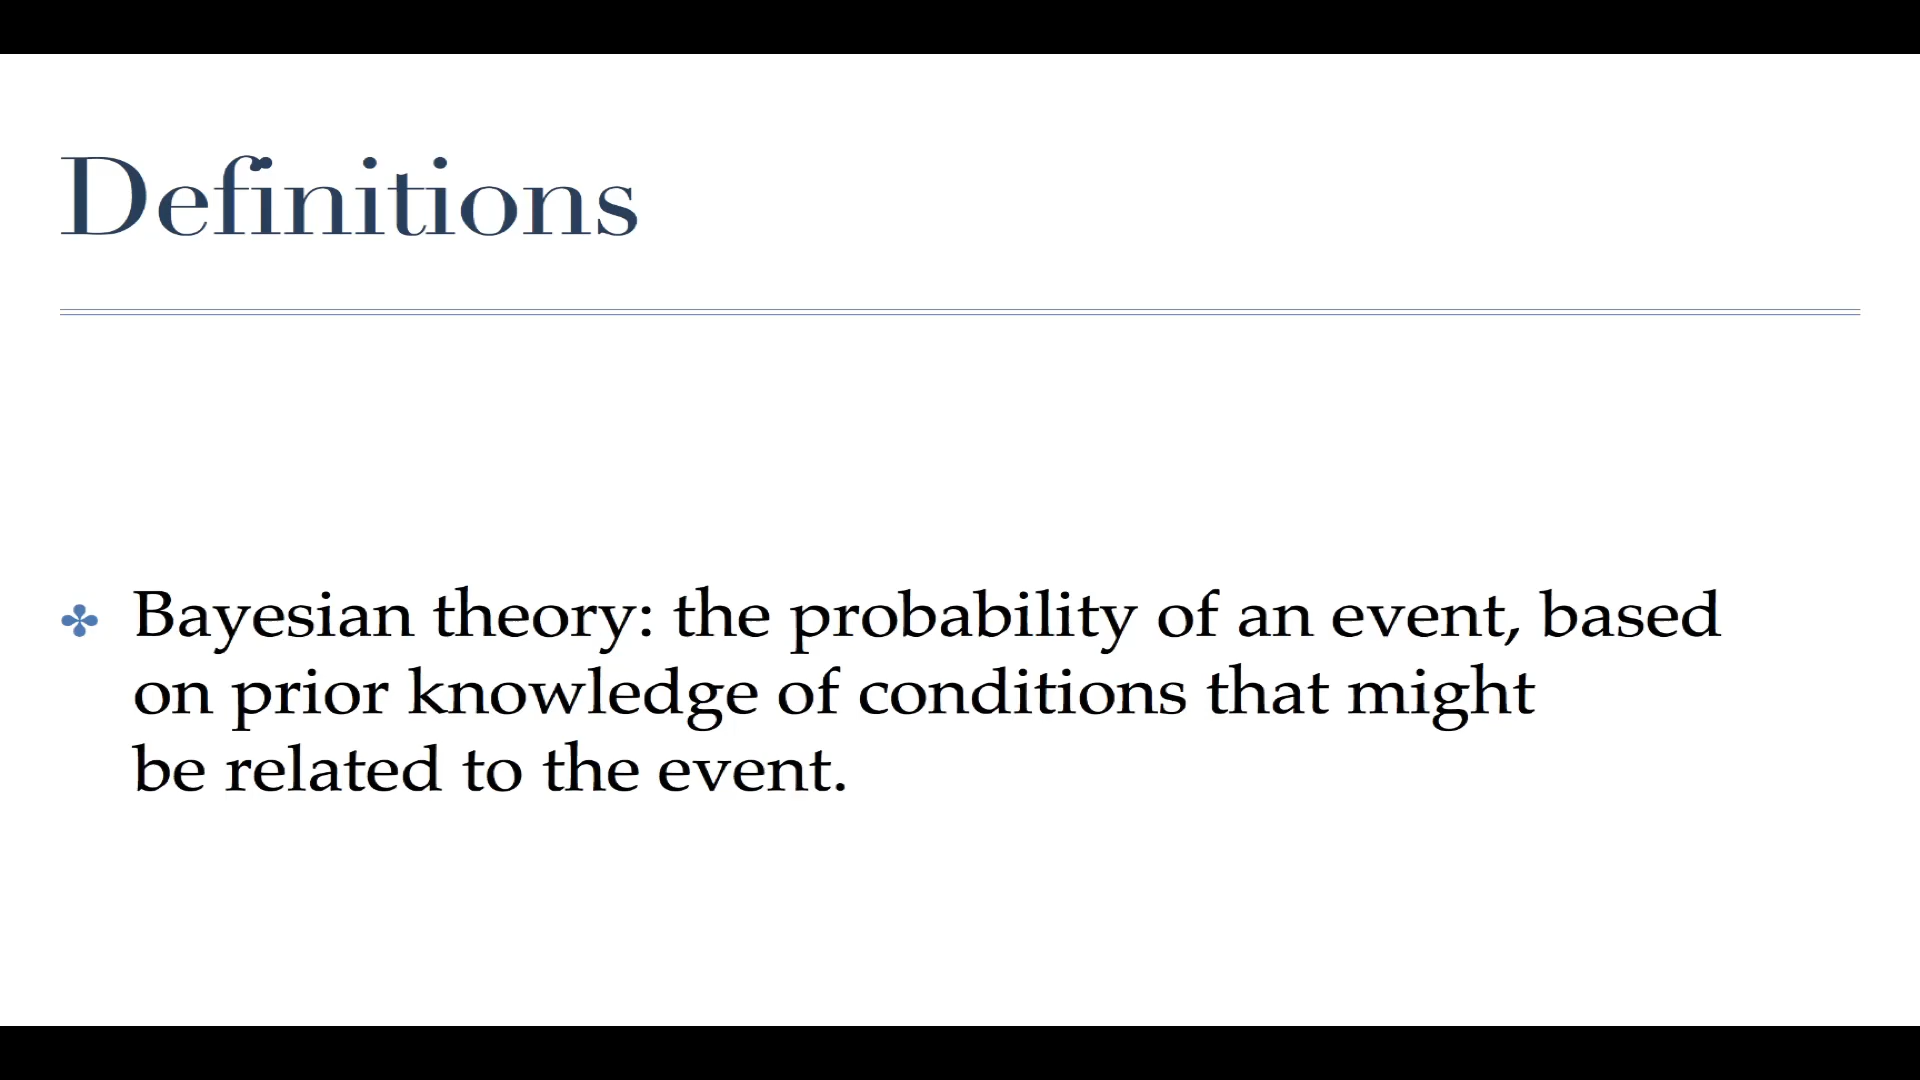 Definitions
Bayesian theory: the probability of an event, based
on prior knowledge of conditions that might
be related to the event.